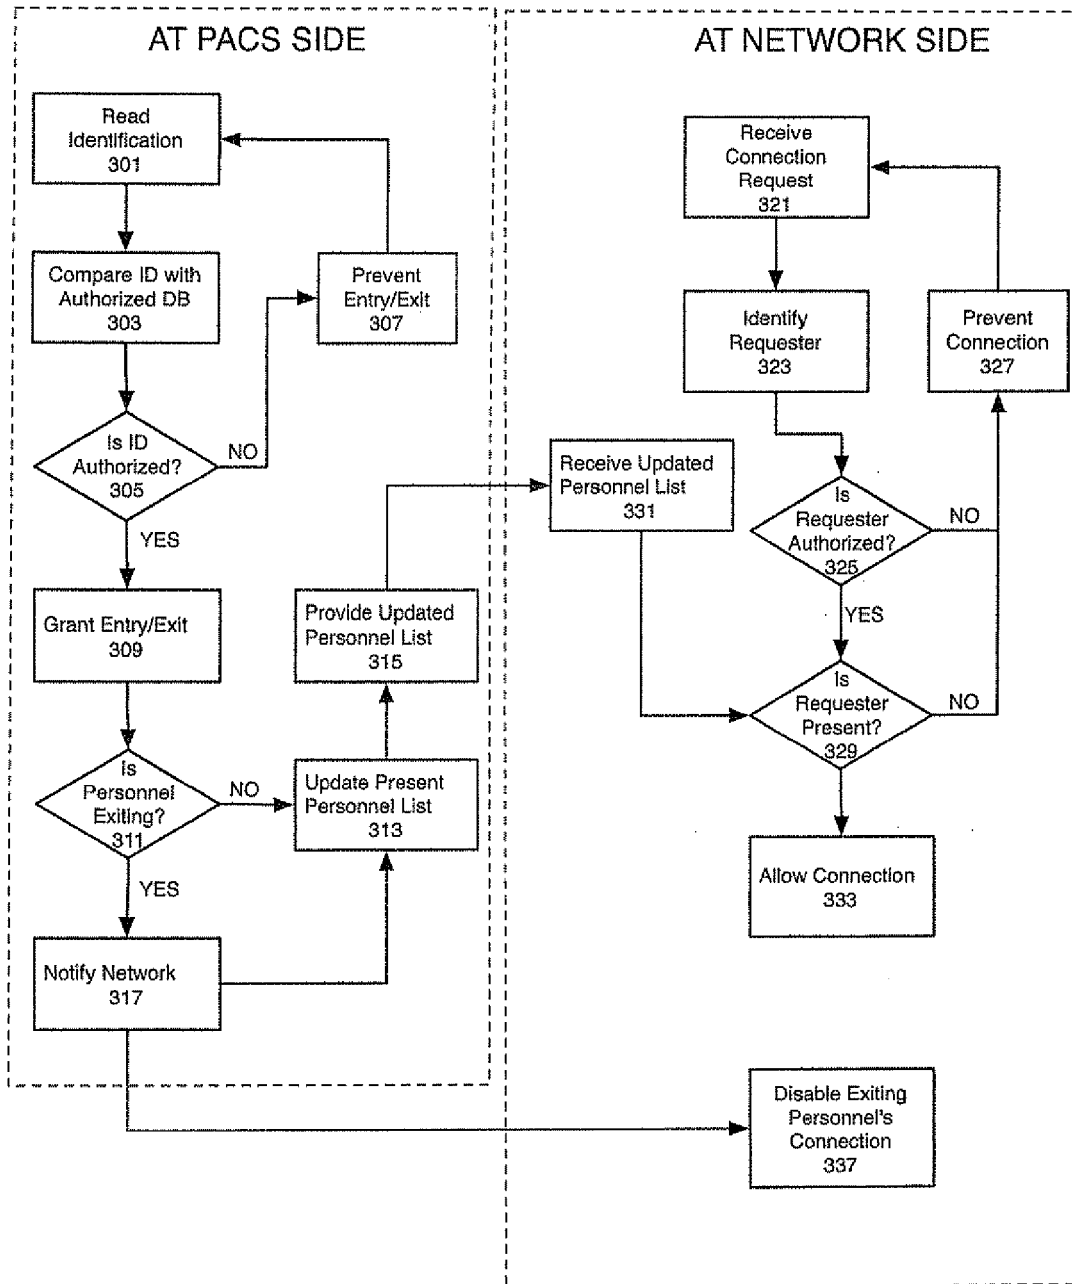 AT PACS SIDE
Read
Identification
301
Compare ID with
Authorized DB
303
Prevent
Entry/Exit
307
Is ID
Authorized?
305
NO
YES
Grant Entry/Exit
309
Provide Updated
Personnel List
315
Is
Personnel
Exiting?
311
NO
Update Present
Personnel List
313
YES
Notify Network
317
AT NETWORK SIDE
Receive
Connection
Request
321
Identify
Requester
323
Prevent
Connection
327
Receive Updated
Personnel List
331
Is
Requester
Authorized?
325
NO
YES
Is
Requester
Present?
329
NO
Allow Connection
333
Disable Exiting
Personnel's
Connection
337